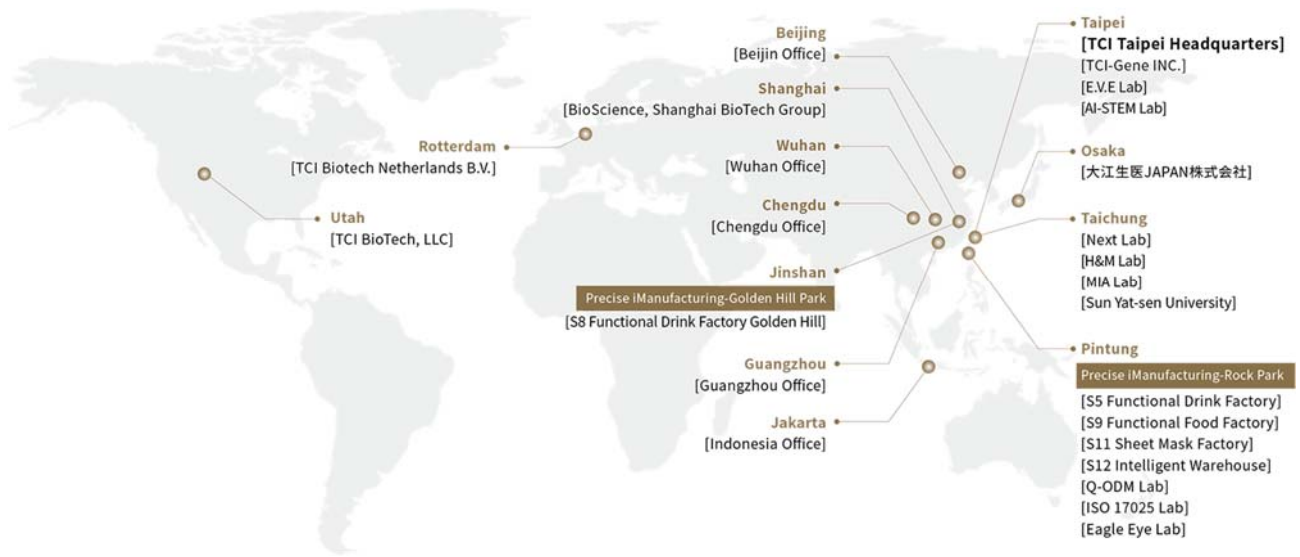 Beijing
[Beijin Office]
Shanghai
[BioScience, Shanghai BioTech Group]
Rotterdam
[TCI Biotech Netherlands B.V.]
Wuhan
[Wuhan Office]
Utah
[TCI BioTech, LLC]
Chengdu
[Chengdu Office]
Jinshan
Precise iManufacturing-Golden Hill Park
[S8 Functional Drink Factory Golden Hill]
Guangzhou
[Guangzhou Office]
Jakarta
[Indonesia Office]
Taipei
[TCI Taipei Headquarters]
[TCI-Gene INC.]
[E.V.E Lab]
[AI-STEM Lab]
Osaka
[大江生医JAPAN株式会社]
Taichung
[Next Lab]
[H&M Lab]
[MIA Lab]
[Sun Yat-sen University]
Pintung
Precise iManufacturing-Rock Park
[S5 Functional Drink Factory]
[S9 Functional Food Factory]
[S11 Sheet Mask Factory]
[S12 Intelligent Warehouse]
[Q-ODM Lab]
[ISO 17025 Lab]
[Eagle Eye Lab]